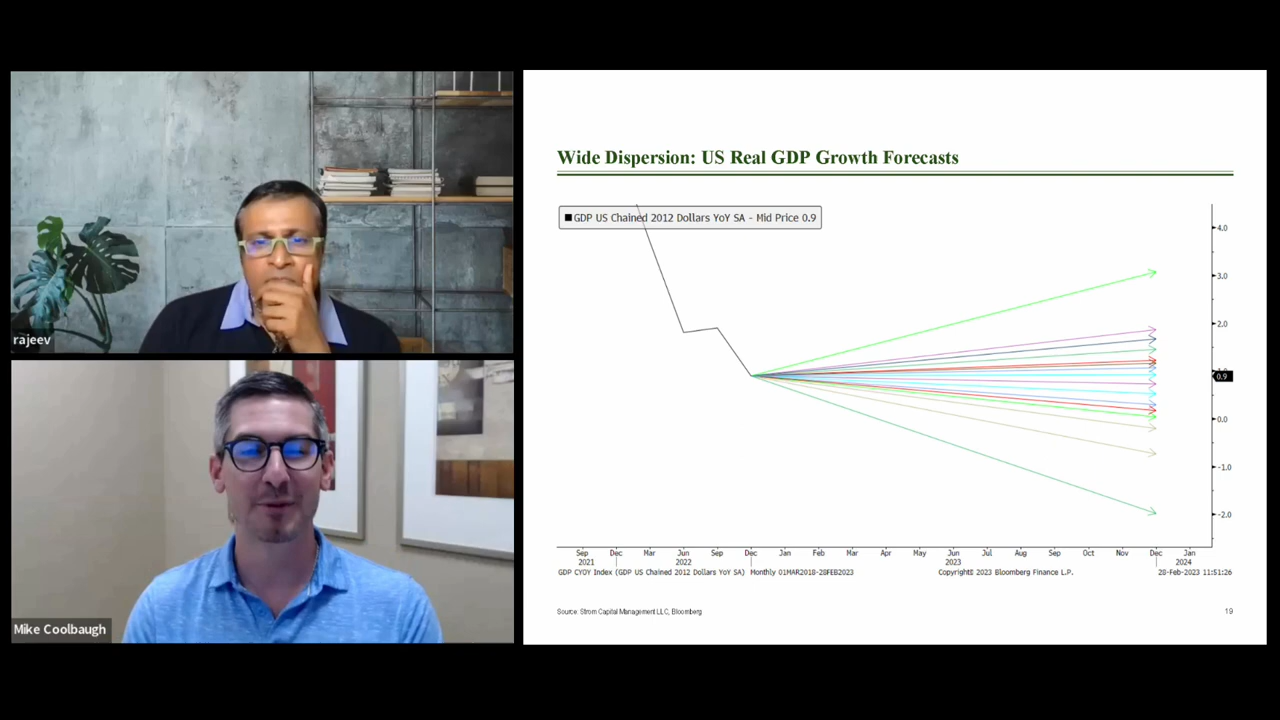 rajeev
Mike Coolbaugh
Wide Dispersion: US Real GDP Growth Forecasts
GDP US Chained 2012 Dollars YoY SA - Mid Price 0.9
4.0
3.0
2.0
1.0
0.9
0.0
-1.0
-2.0
Sep Dec Mar Jun Sep Dec Jan Feb Mar Apr May Jun Jul Aug Sep Oct Nov Dec Jan
2021 2022 2023 2024
GDP CYOY Index (GDP US Chained 2012 Dollars YoY SA) Monthly 01MAR2018-28FEB2023 Copyright© 2023 Bloomberg Finance L.P. 28-Feb-2023 11:51:26
Source: Strom Capital Management LLC, Bloomberg 19